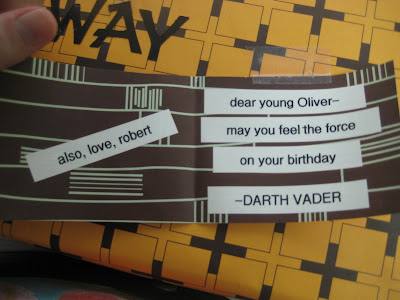 WAY
also, love, robert
dear young Oliver–
may you feel the force
on your birthday
–DARTH VADER